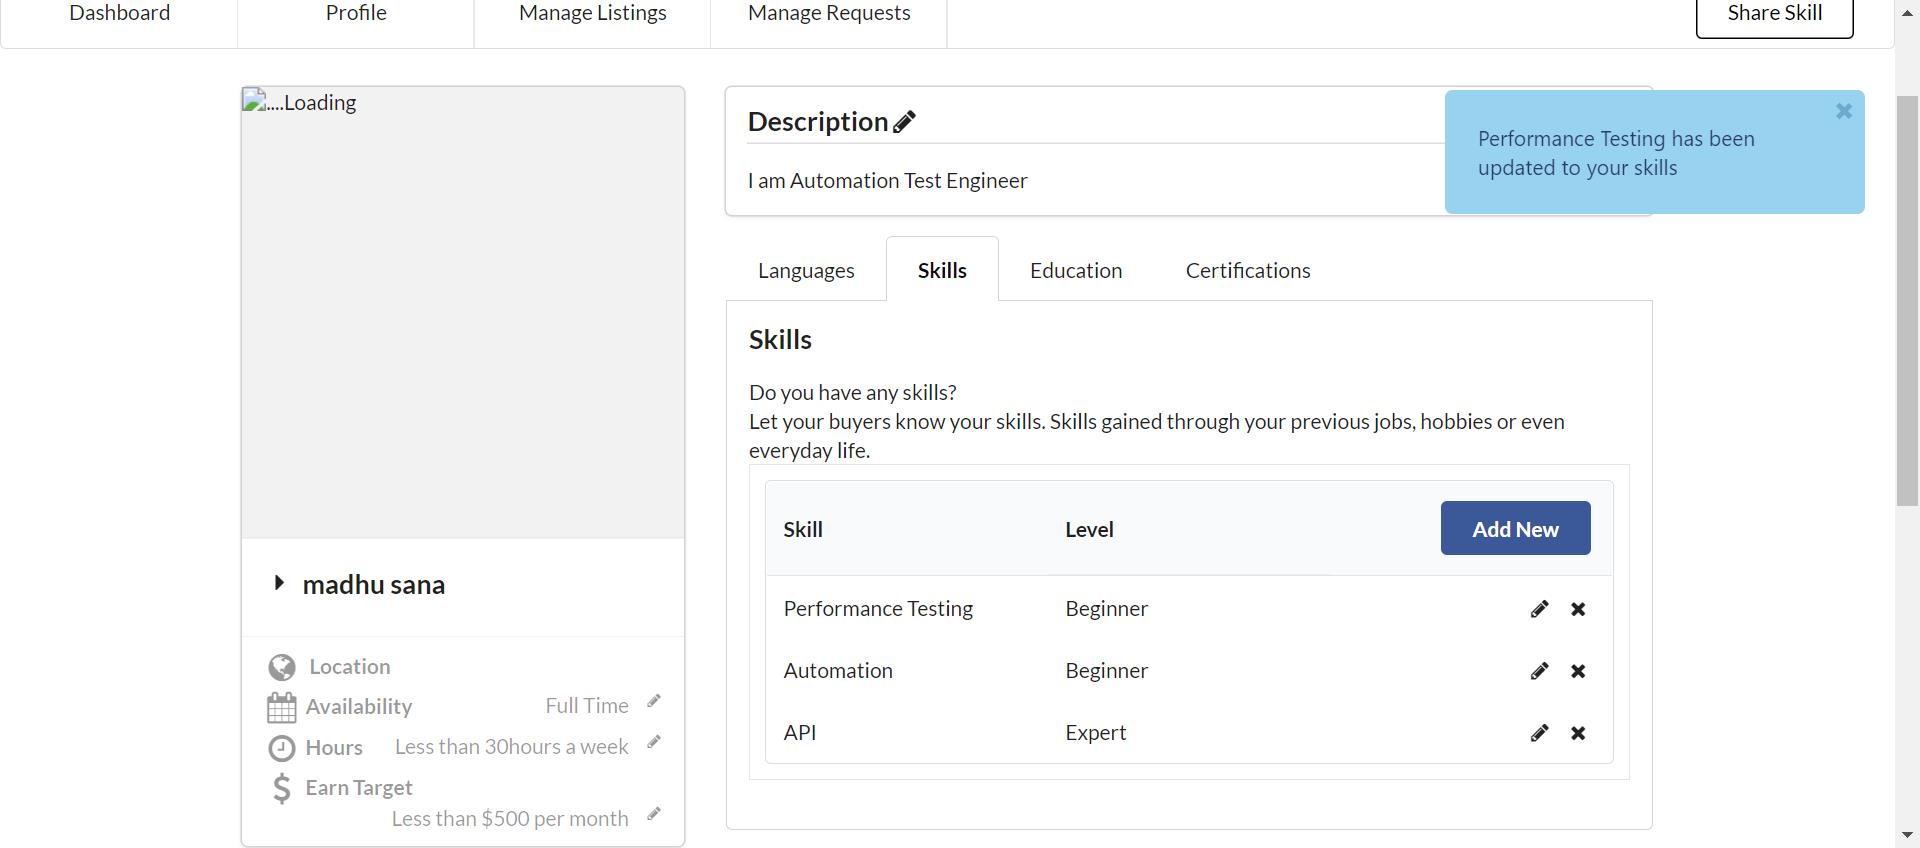 Dashboard
Profile
Manage Listings
Manage Requests
Share Skill
....Loading
madhu sana
Location
Availability Full Time
Hours Less than 30hours a week
Earn Target
Less than $500 per month
Description
I am Automation Test Engineer
Performance Testing has been
updated to your skills
Languages
Skills
Education
Certifications
Skills
Do you have any skills?
Let your buyers know your skills. Skills gained through your previous jobs, hobbies or even
everyday life.
Skill Level Add New
Performance Testing Beginner
Automation Beginner
API Expert